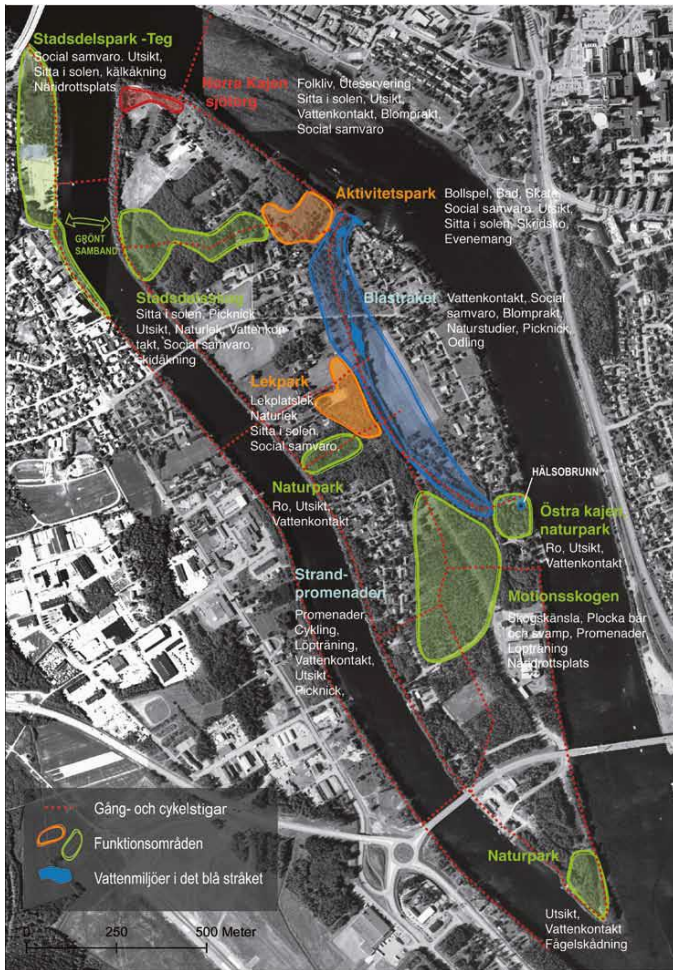 Stadsdelspark -Teg
Social samvaro. Utsikt,
Sitta i solen, kälkåkning
Näridrottsplats
Norra Kajen
sjöterg
Folkliv, Uteservering
Sitta i solen, Utsikt,
Vattenkontakt, Blomprakt,
Social samvaro
Aktivitetspark
Bollspel, Bad, Skate,
Social samvaro. Utsikt,
Sitta i solen, Skridsko,
Evenemang
GRÖNT
SAMBAND
Stadsdelsskog
Sitta i solen, Picknick
Utsikt, Naturlek, Vattenkon-
takt, Social samvaro,
skidåkning
Blåstråket
Vattenkontakt, Social
samvaro, Blomprakt,
Naturstudier, Picknick,
Odling
Lekpark
Lekplatslek,
Naturlek
Sitta i solen,
Social samvaro,
Naturpark
Ro, Utsikt,
Vattenkontakt
HÄLSOBRUNN
Östra kajen
naturpark
Ro, Utsikt,
Vattenkontakt
Strand-
promenaden
Promenader,
Cykling,
Löpträning,
Vattenkontakt,
Utsikt
Picknick,
Motionsskogen
Skogskänsla, Plocka bär
och svamp, Promenader,
Löpträning
Näridrottsplats
Gång- och cykelstigar
Funktionsområden
Vattenmiljöer i det blå stråket
0 250 500 Meter
Naturpark
Utsikt,
Vattenkontakt
Fågelskådning